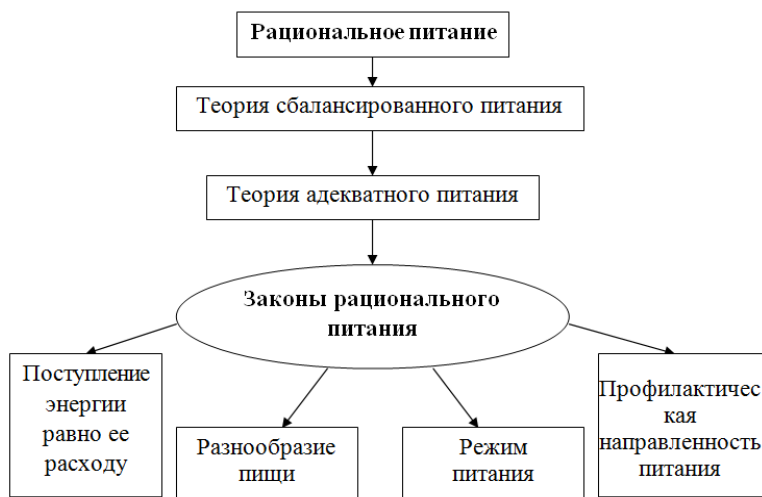 Рациональное питание
Теория сбалансированного питания
Теория адекватного питания
Законы рационального
питания
Поступление
энергии
равно ее
расходу
Разнообразие
пищи
Режим
питания
Профилактичес
кая
направленность
питания